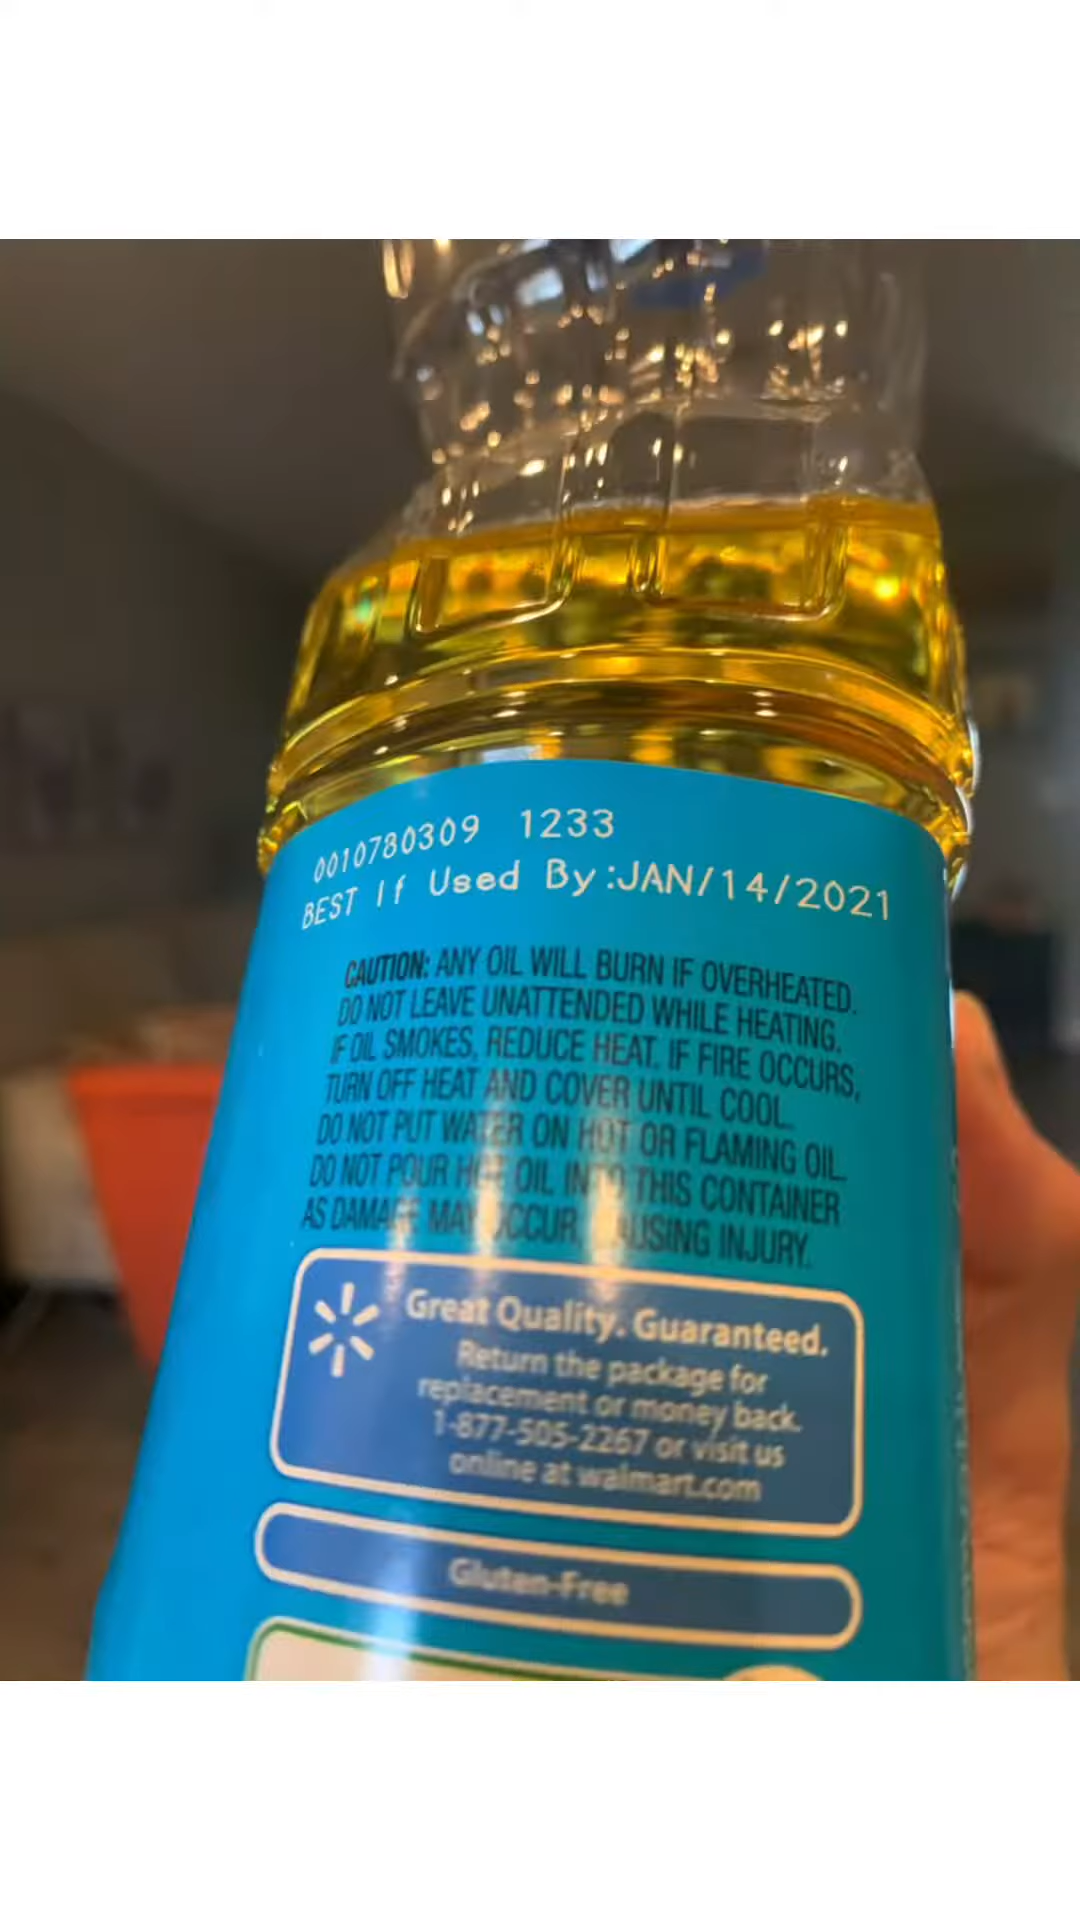 0010780309 1233
BEST If Used By:JAN/14/2021
CAUTION: ANY OIL WILL BURN IF OVERHEATED.
DO NOT LEAVE UNATTENDED WHILE HEATING.
IF OIL SMOKES, REDUCE HEAT. IF FIRE OCCURS,
TURN OFF HEAT AND COVER UNTIL COOL.
DO NOT PUT WATER ON HOT OR FLAMING OIL.
DO NOT POUR HOT OIL INTO THIS CONTAINER
AS DAMAGE MAY OCCUR, CAUSING INJURY.
Great Quality. Guaranteed.
Return the package for
replacement or money back.
1-877-505-2267 or visit us
online at walmart.com
Gluten-Free